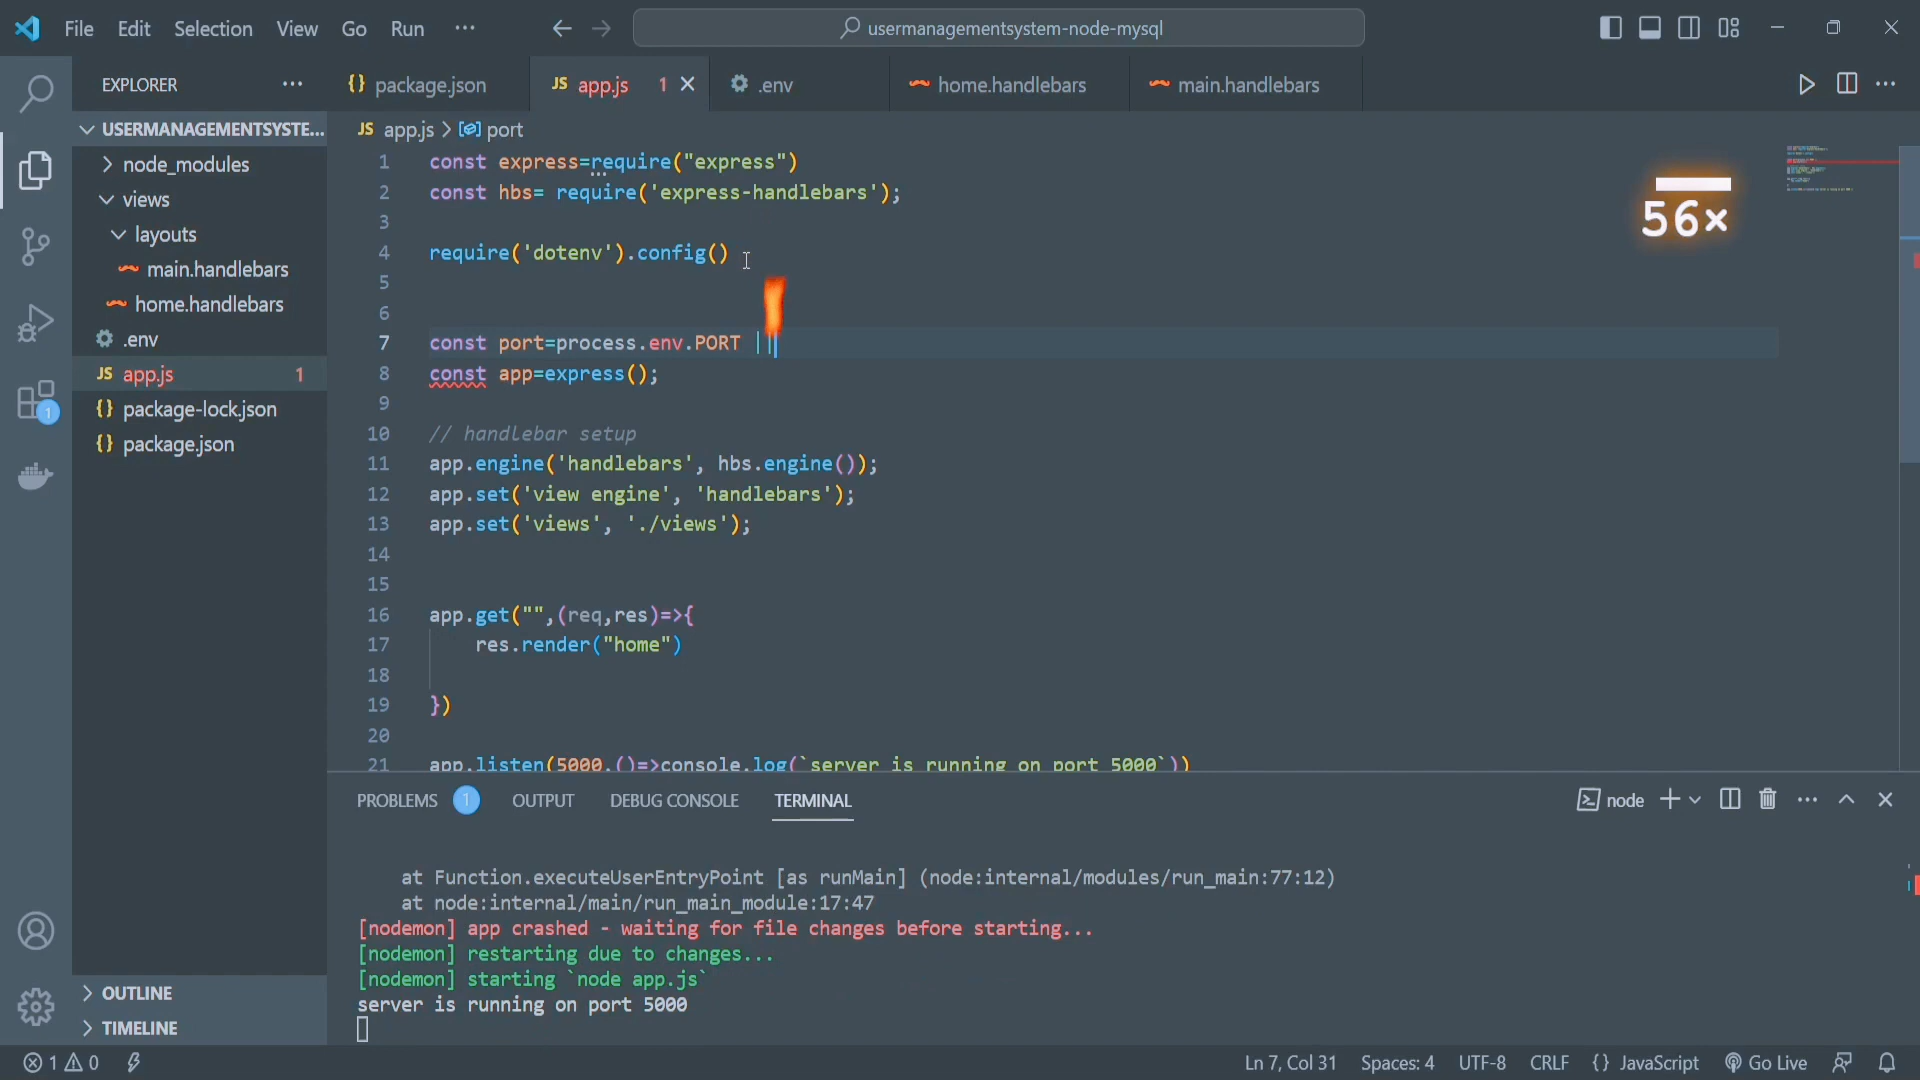 File Edit Selection View Go Run ...
usermanagementsystem-node-mysql
EXPLORER ...
{} package.json
JS app.js 1
.env
home.handlebars
main.handlebars
USERMANAGEMENTSYSTE...
node_modules
views
layouts
main.handlebars
home.handlebars
.env
JS app.js 1
{} package-lock.json
{} package.json
OUTLINE
TIMELINE
JS app.js > port
1 const express=require("express")
2 const hbs= require('express-handlebars');
3
4 require('dotenv').config()
5
6
7 const port=process.env.PORT ||
8 const app=express();
9
10 // handlebar setup
11 app.engine('handlebars', hbs.engine());
12 app.set('view engine', 'handlebars');
13 app.set('views', './views');
14
15
16 app.get("",(req,res)=>{
17 res.render("home")
18
19 })
20
21 app.listen(5000,()=>console.log(`server is running on port 5000`))
56×
PROBLEMS 1 OUTPUT DEBUG CONSOLE TERMINAL
node
at Function.executeUserEntryPoint [as runMain] (node:internal/modules/run_main:77:12)
at node:internal/main/run_main_module:17:47
[nodemon] app crashed - waiting for file changes before starting...
[nodemon] restarting due to changes...
[nodemon] starting `node app.js`
server is running on port 5000
1 0
Ln 7, Col 31 Spaces: 4 UTF-8 CRLF {} JavaScript Go Live
1